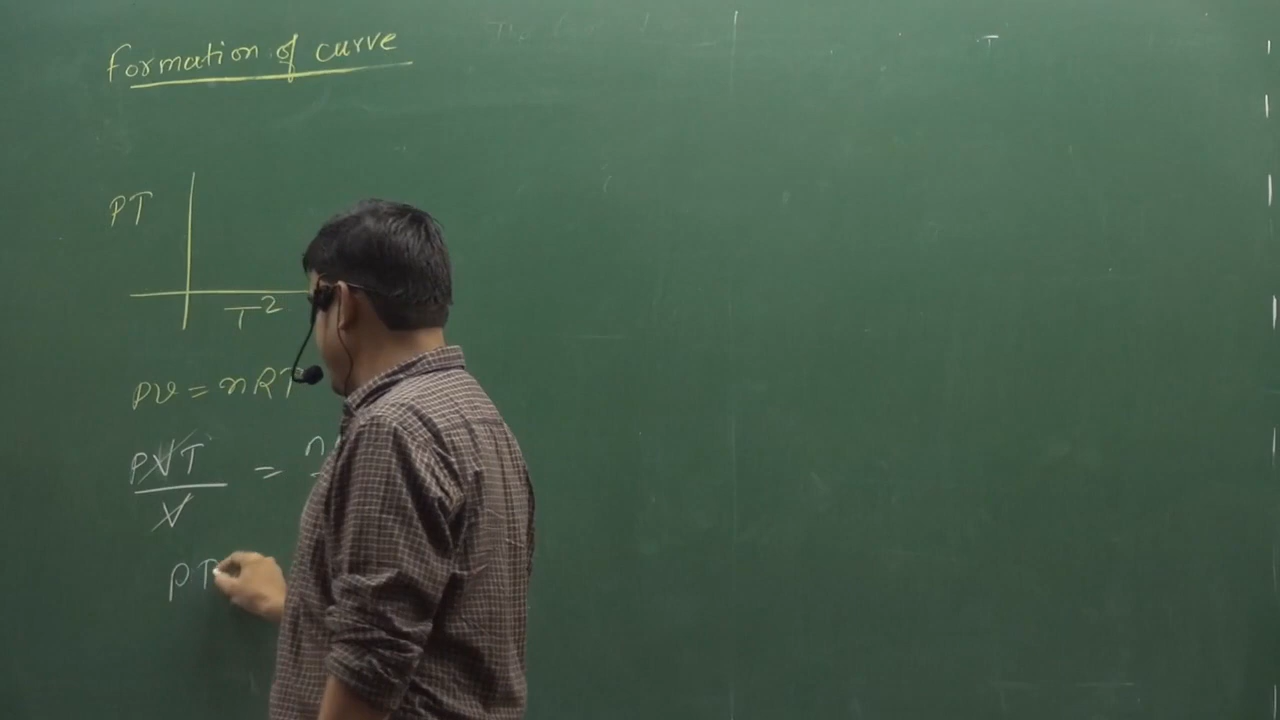 Formation of curve
PT
T²
PV = nRT
PVT = n
V
PT